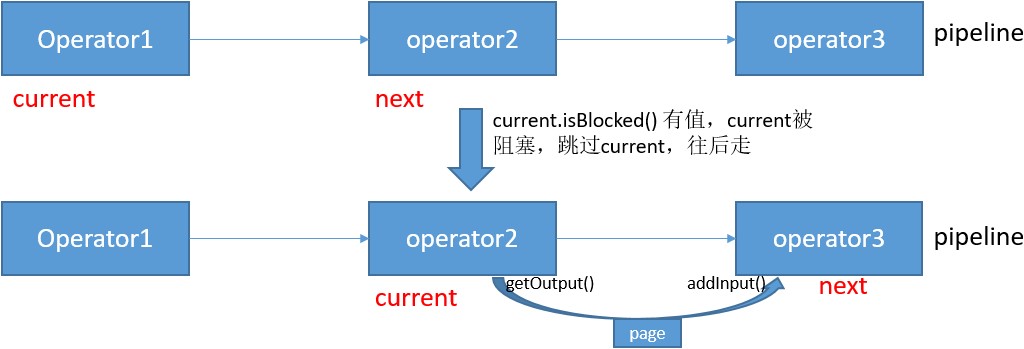 Operator1
operator2
operator3
pipeline
current
next
current.isBlocked() 有值，current被
阻塞，跳过current，往后走
Operator1
operator2
operator3
pipeline
getOutput()
addInput()
current
next
page